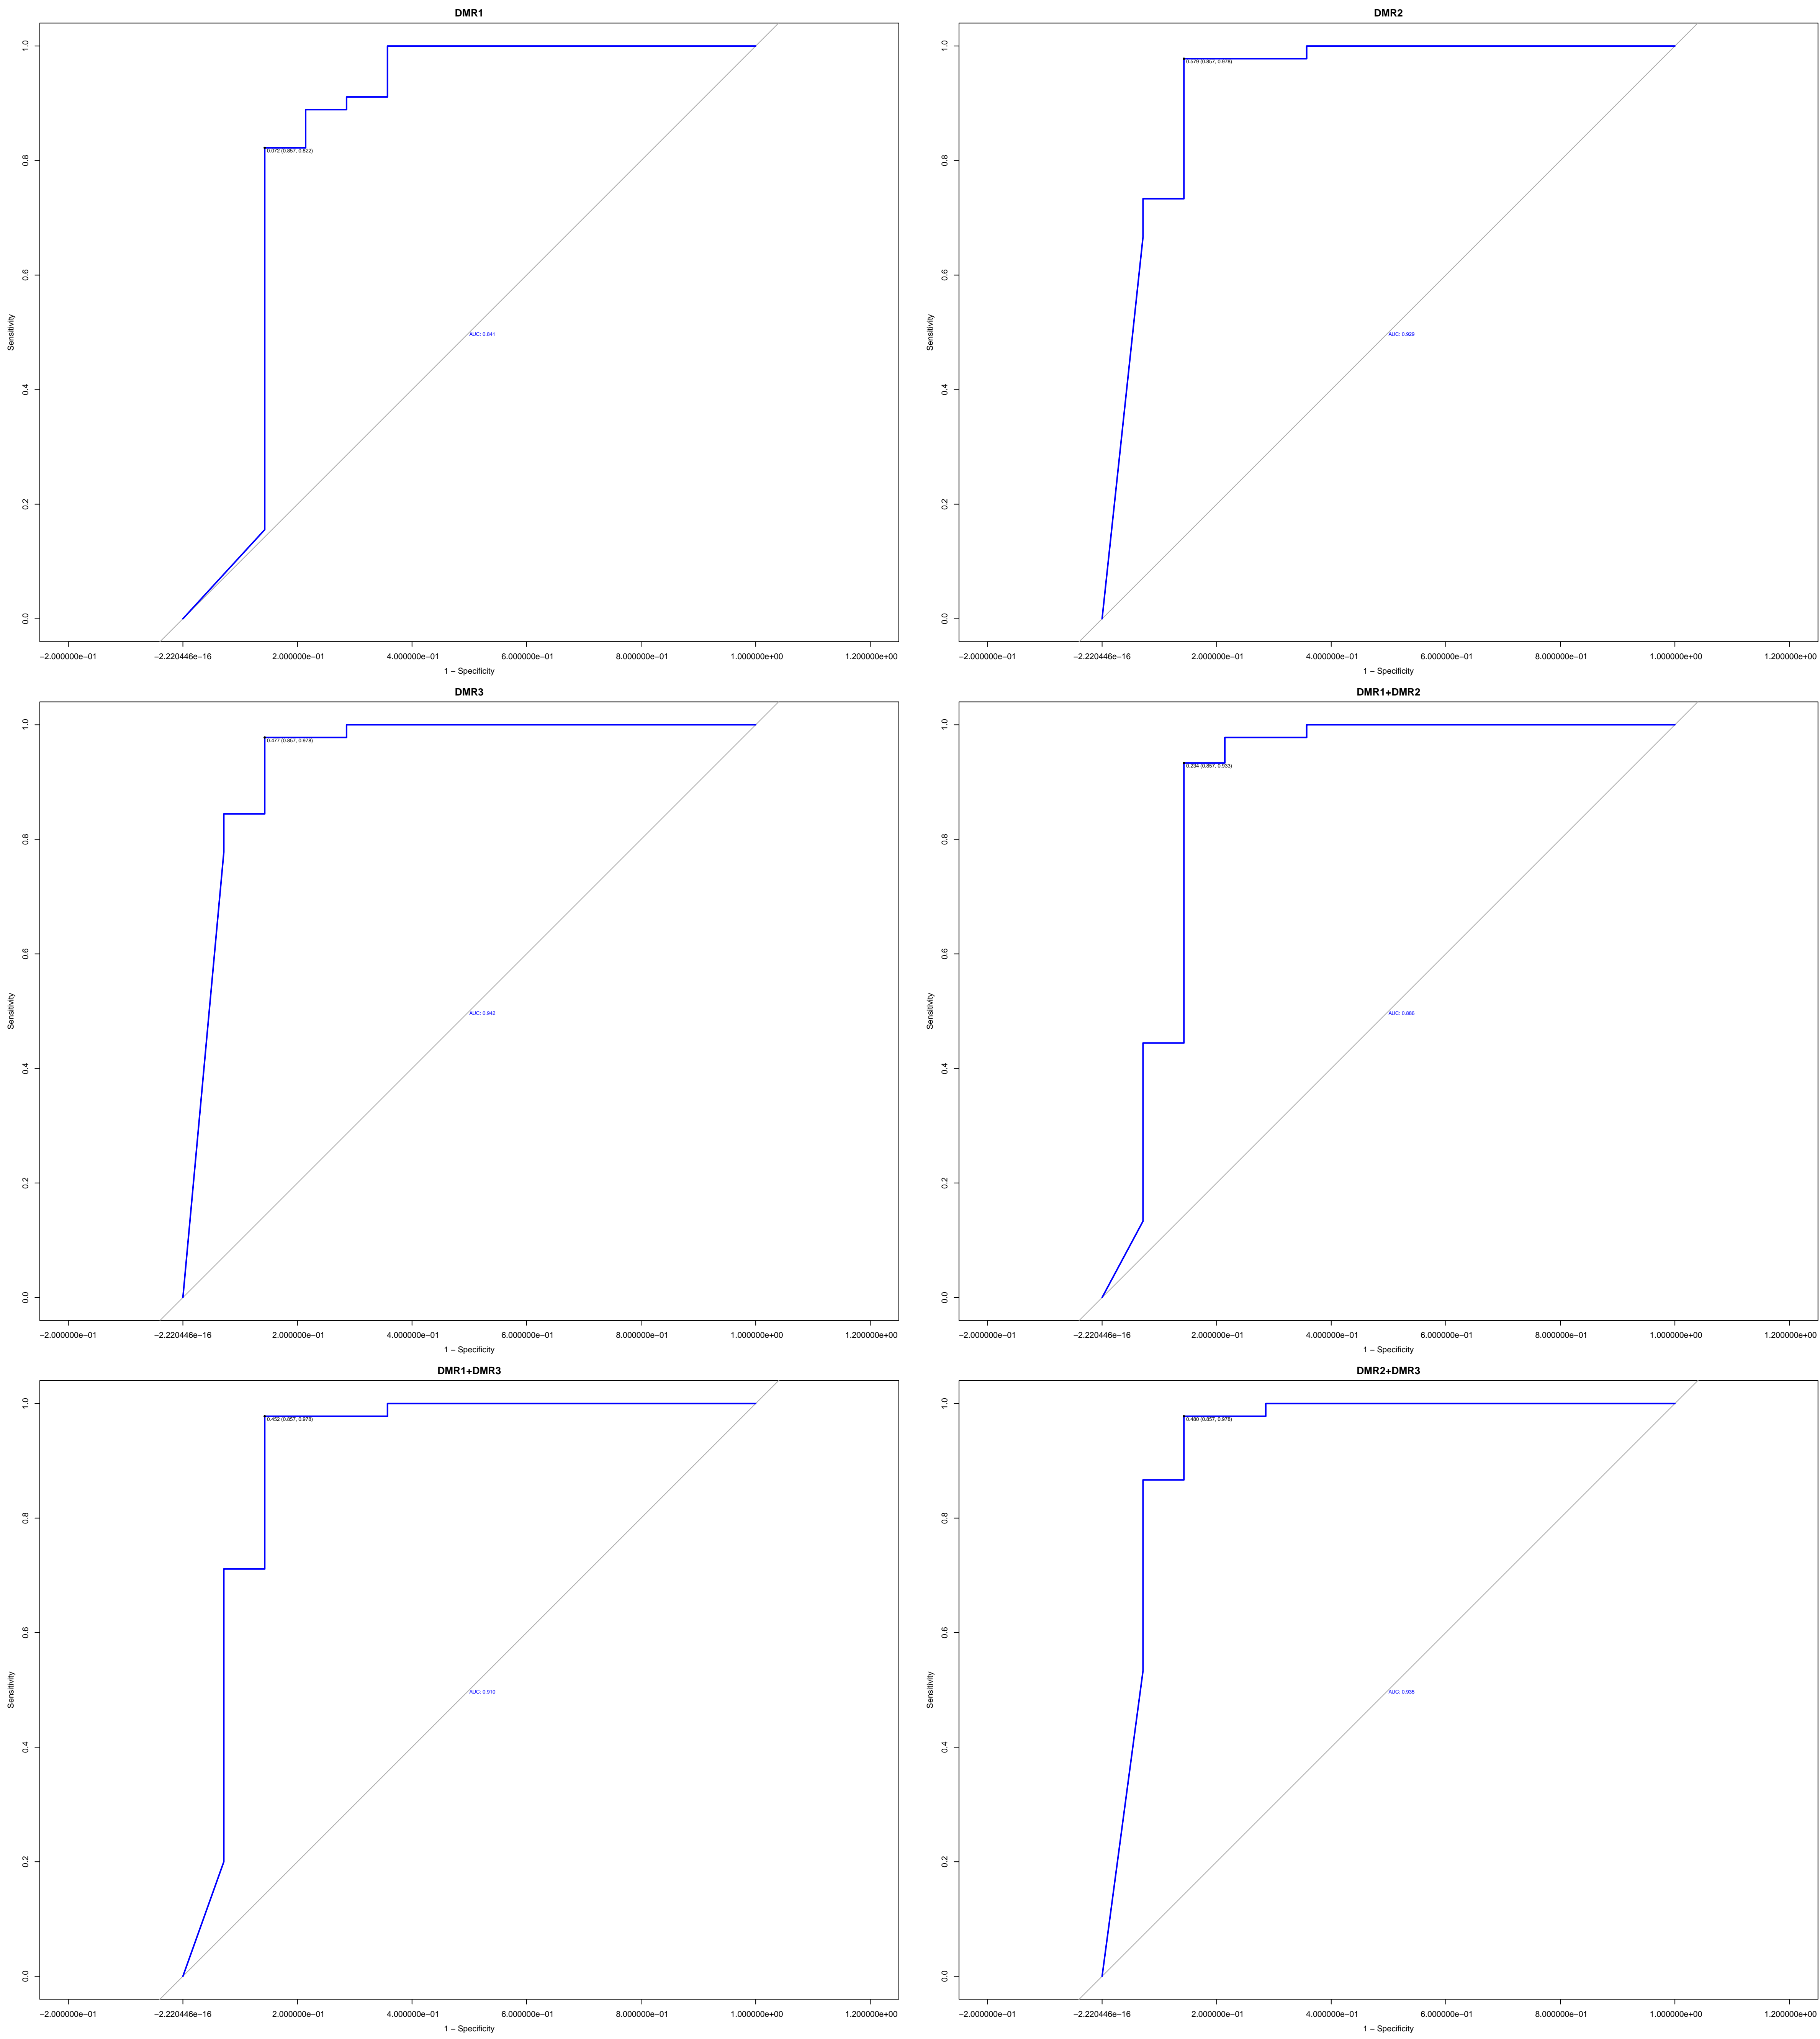 DMR1
Sensitivity
1.0
0.8
0.6
0.4
0.2
0.0
0.072 (0.857, 0.822)
AUC: 0.841
−2.000000e−01 −2.220446e−16 2.000000e−01 4.000000e−01 6.000000e−01 8.000000e−01 1.000000e+00 1.200000e+00
1 − Specificity
DMR2
Sensitivity
1.0
0.8
0.6
0.4
0.2
0.0
0.579 (0.857, 0.978)
AUC: 0.929
−2.000000e−01 −2.220446e−16 2.000000e−01 4.000000e−01 6.000000e−01 8.000000e−01 1.000000e+00 1.200000e+00
1 − Specificity
DMR3
Sensitivity
1.0
0.8
0.6
0.4
0.2
0.0
0.477 (0.857, 0.978)
AUC: 0.942
−2.000000e−01 −2.220446e−16 2.000000e−01 4.000000e−01 6.000000e−01 8.000000e−01 1.000000e+00 1.200000e+00
1 − Specificity
DMR1+DMR2
Sensitivity
1.0
0.8
0.6
0.4
0.2
0.0
0.234 (0.857, 0.933)
AUC: 0.886
−2.000000e−01 −2.220446e−16 2.000000e−01 4.000000e−01 6.000000e−01 8.000000e−01 1.000000e+00 1.200000e+00
1 − Specificity
DMR1+DMR3
Sensitivity
1.0
0.8
0.6
0.4
0.2
0.0
0.452 (0.857, 0.978)
AUC: 0.910
−2.000000e−01 −2.220446e−16 2.000000e−01 4.000000e−01 6.000000e−01 8.000000e−01 1.000000e+00 1.200000e+00
1 − Specificity
DMR2+DMR3
Sensitivity
1.0
0.8
0.6
0.4
0.2
0.0
0.480 (0.857, 0.978)
AUC: 0.935
−2.000000e−01 −2.220446e−16 2.000000e−01 4.000000e−01 6.000000e−01 8.000000e−01 1.000000e+00 1.200000e+00
1 − Specificity